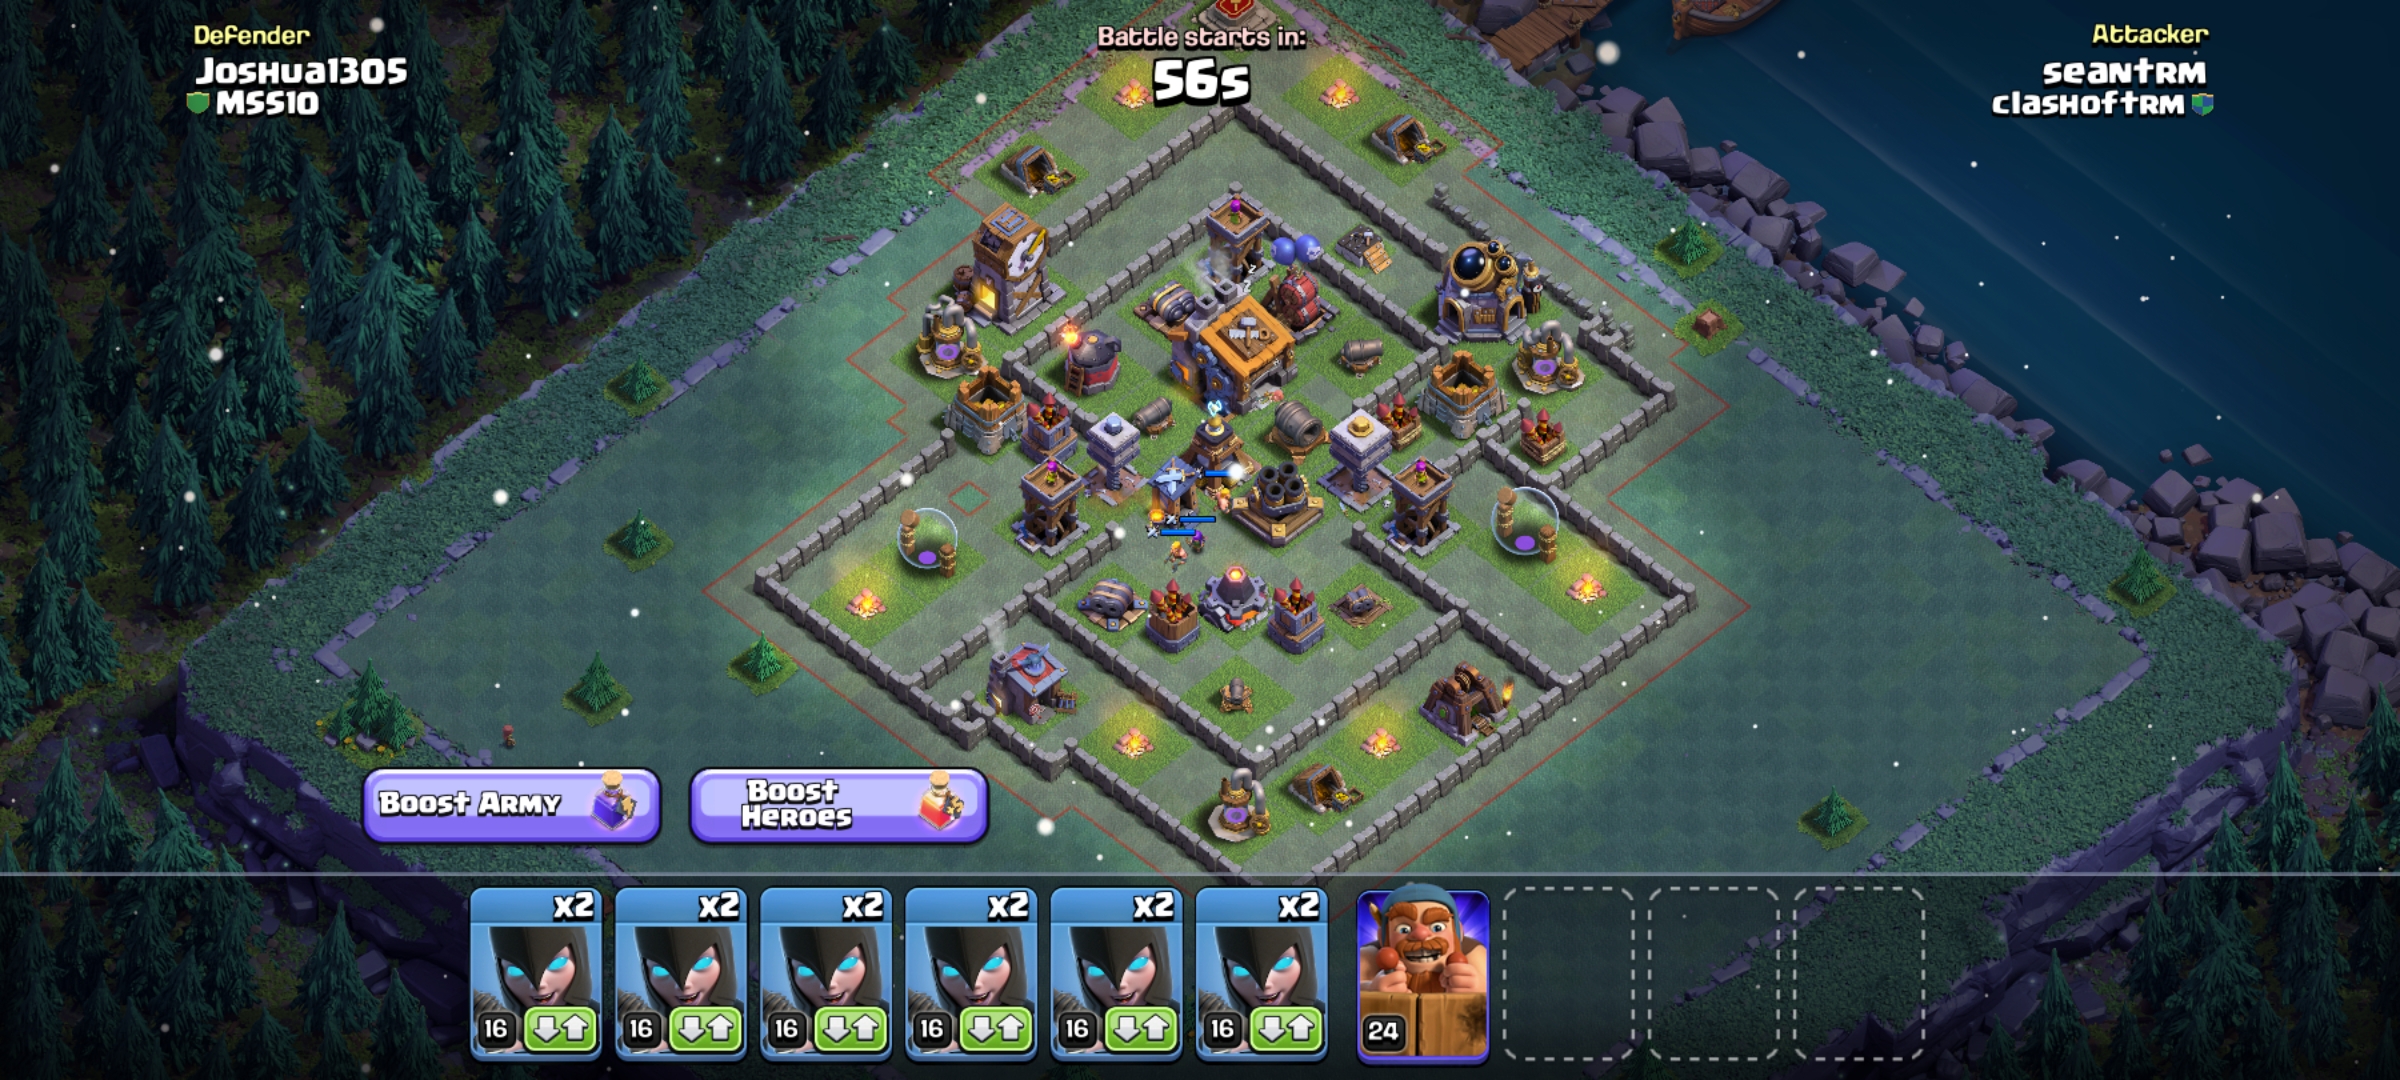 Defender
Joshua1305
MSS10
Battle starts in:
56s
Attacker
seantRM
clashoftRM
Boost Army
Boost
Heroes
x2
x2
x2
x2
x2
x2
16
16
16
16
16
16
24